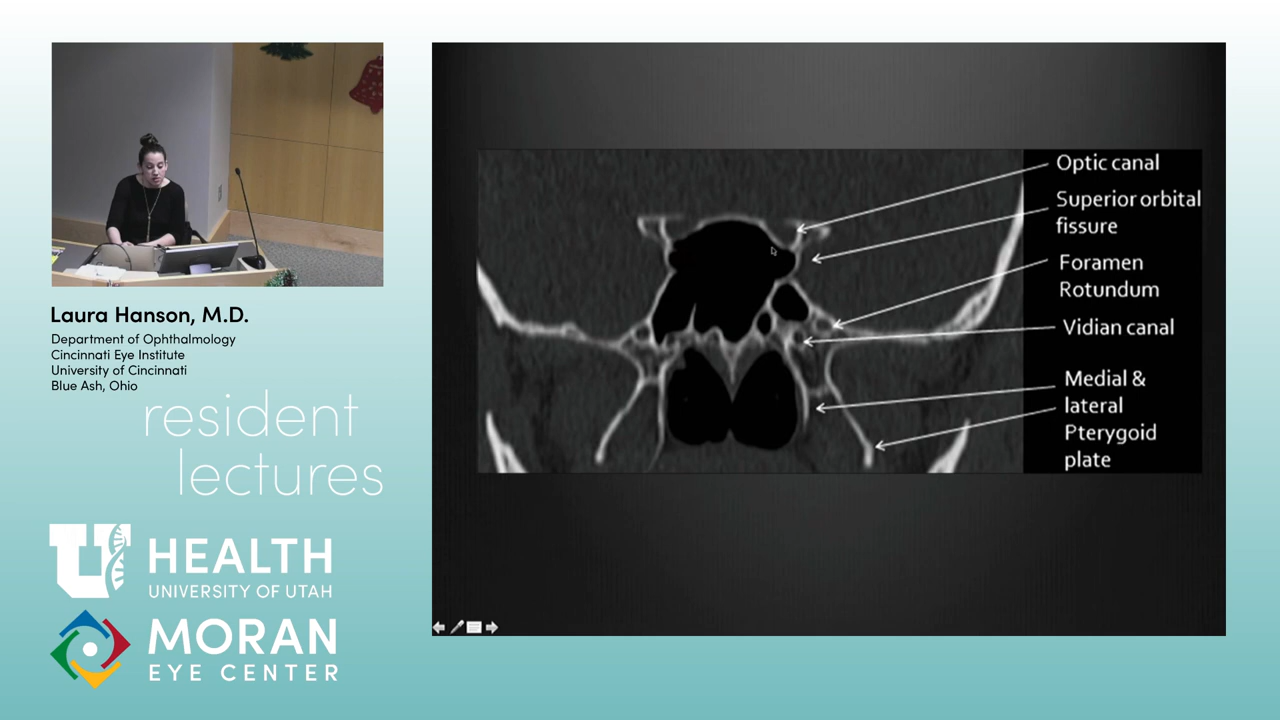 Laura Hanson, M.D.
Department of Ophthalmology
Cincinnati Eye Institute
University of Cincinnati
Blue Ash, Ohio
resident
lectures
U HEALTH
UNIVERSITY OF UTAH
MORAN
EYE CENTER
Optic canal
Superior orbital
fissure
Foramen
Rotundum
Vidian canal
Medial &
lateral
Pterygoid
plate